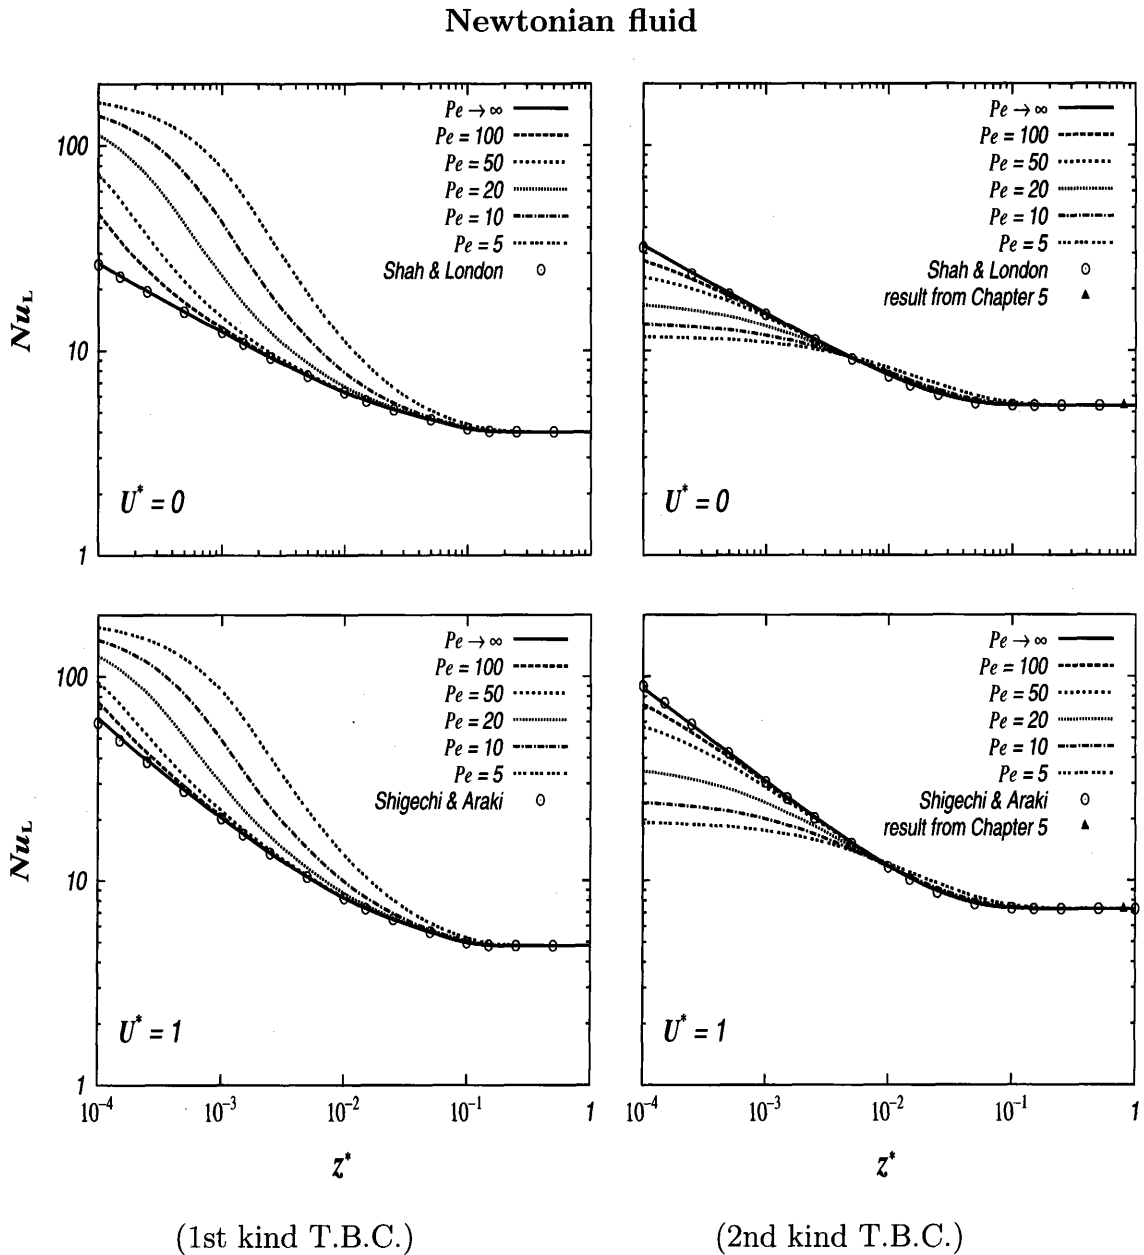 Newtonian fluid
Pe → ∞
Pe = 100
Pe = 50
Pe = 20
Pe = 10
Pe = 5
Shah & London
100
10
1
Nu_L
U* = 0
Pe → ∞
Pe = 100
Pe = 50
Pe = 20
Pe = 10
Pe = 5
Shah & London
result from Chapter 5
U* = 0
Pe → ∞
Pe = 100
Pe = 50
Pe = 20
Pe = 10
Pe = 5
Shigechi & Araki
100
10
1
Nu_L
U* = 1
10⁻⁴ 10⁻³ 10⁻² 10⁻¹ 1
z*
Pe → ∞
Pe = 100
Pe = 50
Pe = 20
Pe = 10
Pe = 5
Shigechi & Araki
result from Chapter 5
U* = 1
10⁻⁴ 10⁻³ 10⁻² 10⁻¹ 1
z*
(1st kind T.B.C.)
(2nd kind T.B.C.)